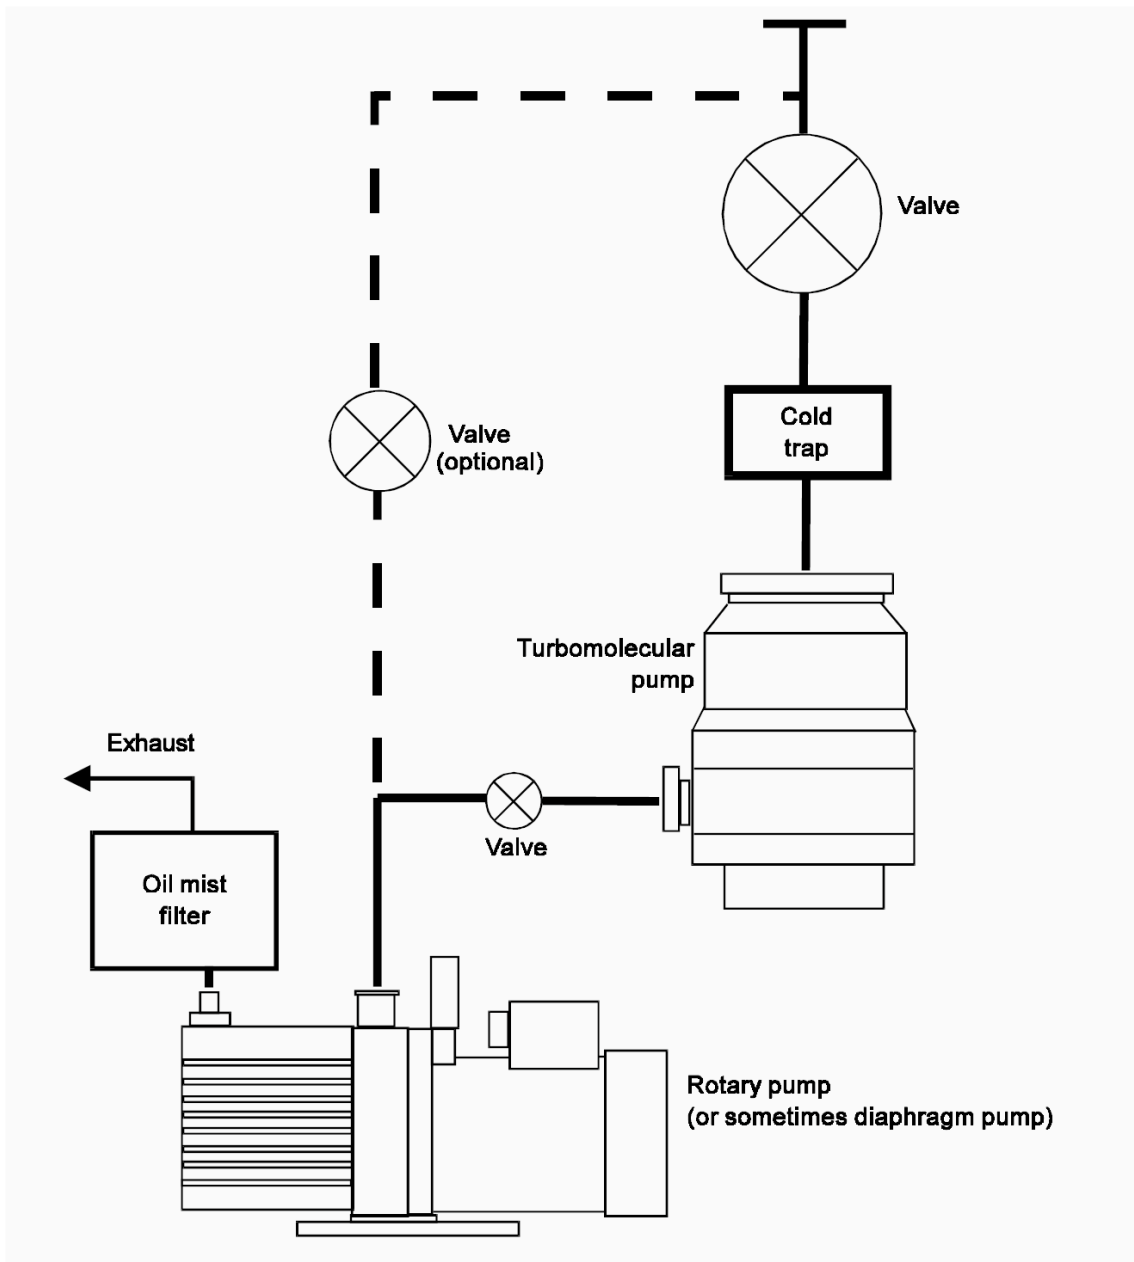 Valve
Cold
trap
Valve
(optional)
Turbomolecular
pump
Exhaust
Valve
Oil mist
filter
Rotary pump
(or sometimes diaphragm pump)